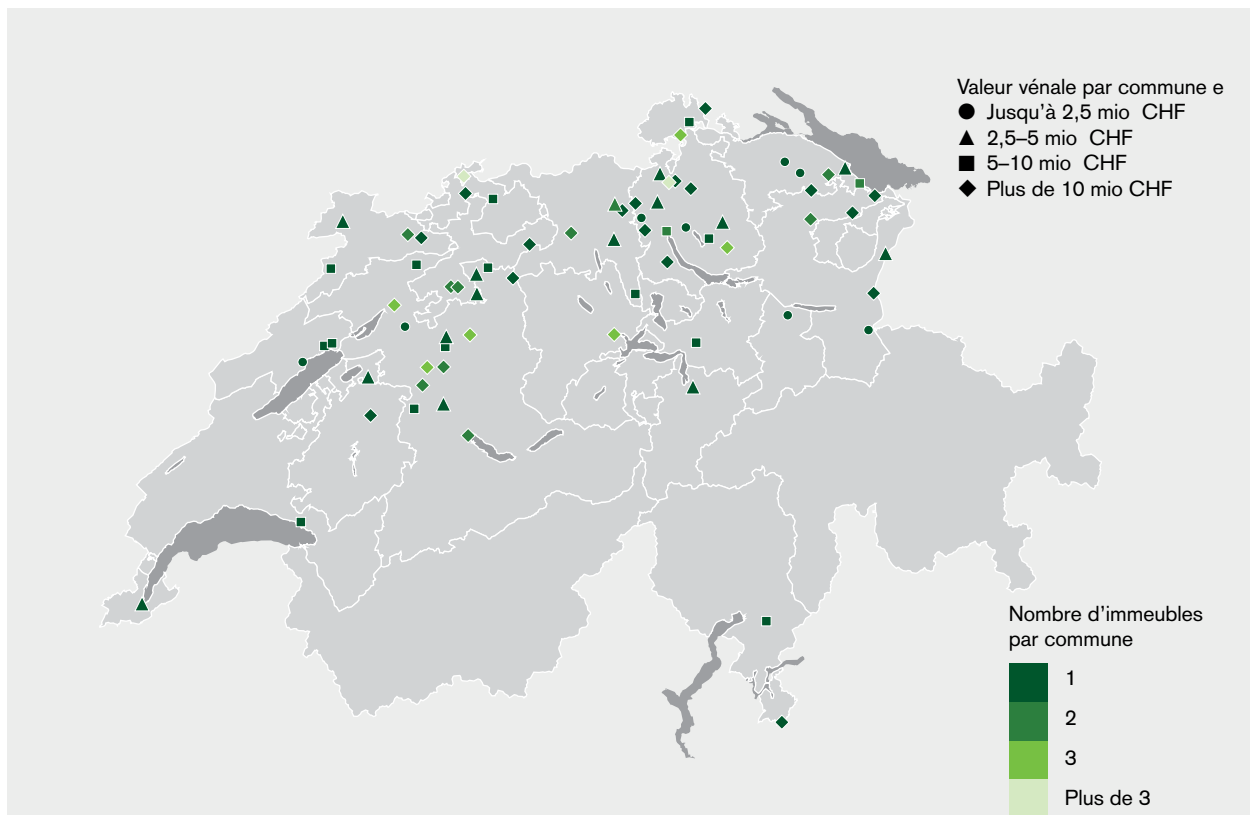 Valeur vénale par commune e
Jusqu'à 2,5 mio CHF
2,5–5 mio CHF
5–10 mio CHF
Plus de 10 mio CHF
Nombre d'immeubles
par commune
1
2
3
Plus de 3